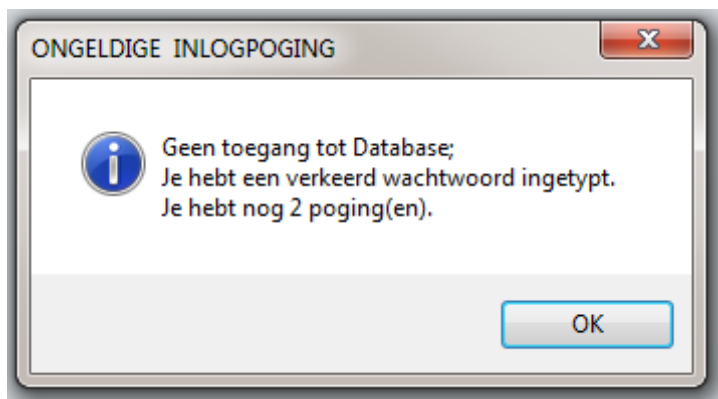 ONGELDIGE INLOGPOGING
Geen toegang tot Database;
Je hebt een verkeerd wachtwoord ingetypt.
Je hebt nog 2 poging(en).
OK